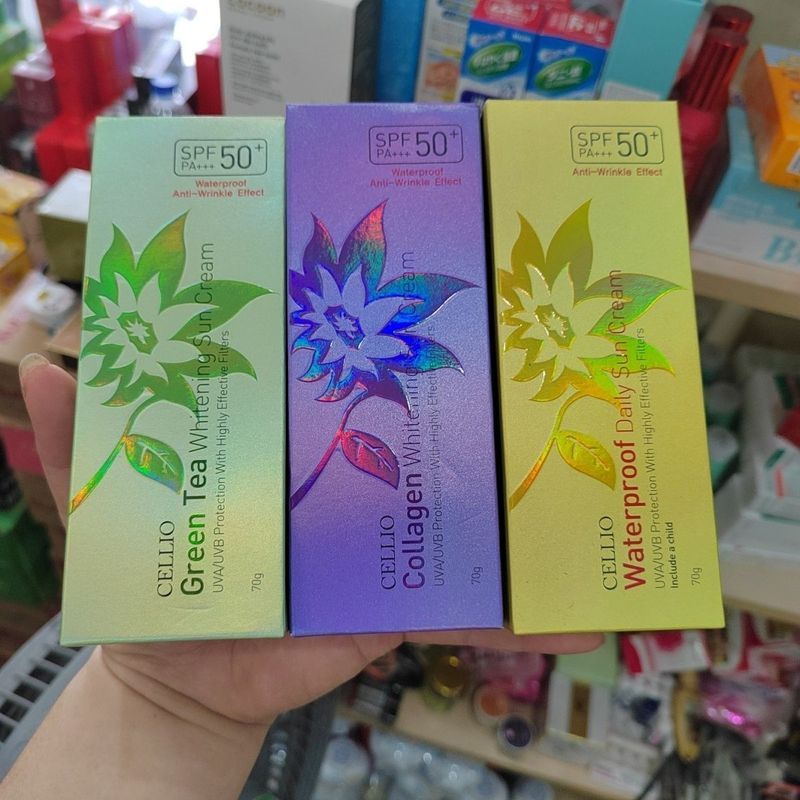 cocoon
SPF 50+
PA+++
Waterproof
Anti-Wrinkle Effect
CELLIO
Green Tea Whitening Sun Cream
UVA/UVB Protection With Highly Effective Filters
70g
SPF 50+
PA+++
Waterproof
Anti-Wrinkle Effect
CELLIO
Collagen Whitening Sun Cream
UVA/UVB Protection With Highly Effective Filters
70g
SPF 50+
PA+++
Anti-Wrinkle Effect
CELLIO
Waterproof Daily Sun Cream
UVA/UVB Protection With Highly Effective Filters
Include a child
70g